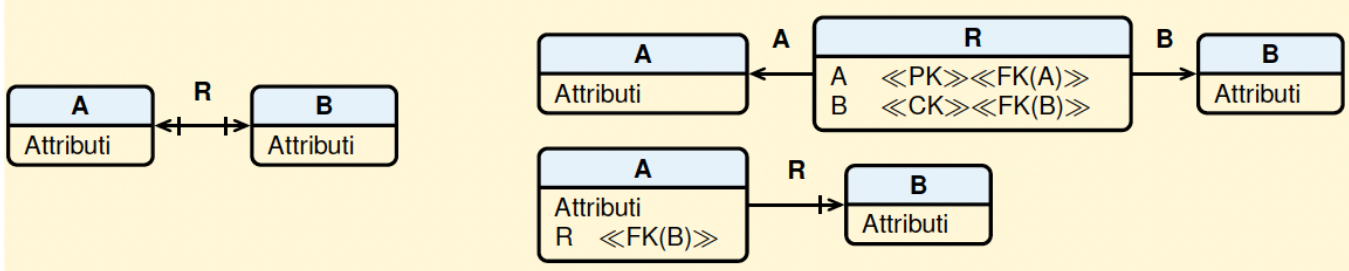 A
Attributi
R
B
Attributi
A
Attributi
A
R
A ≪PK≫≪FK(A)≫
B ≪CK≫≪FK(B)≫
B
B
Attributi
A
Attributi
R ≪FK(B)≫
R
B
Attributi